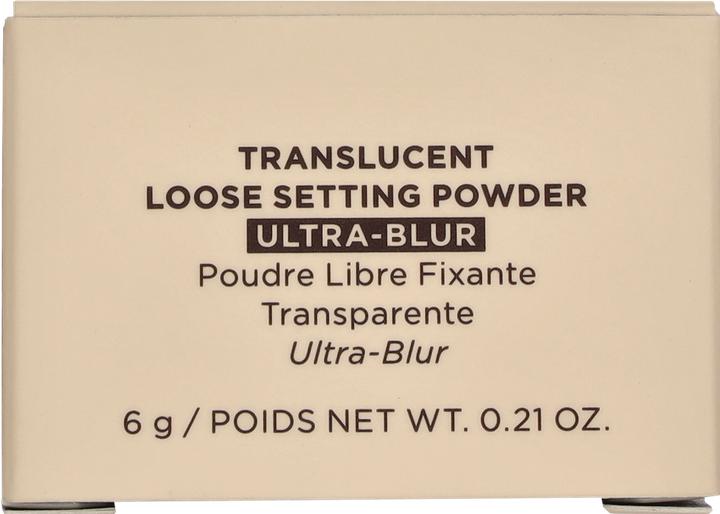 TRANSLUCENT
LOOSE SETTING POWDER
ULTRA-BLUR
Poudre Libre Fixante
Transparente
Ultra-Blur
6 g / POIDS NET WT. 0.21 OZ.